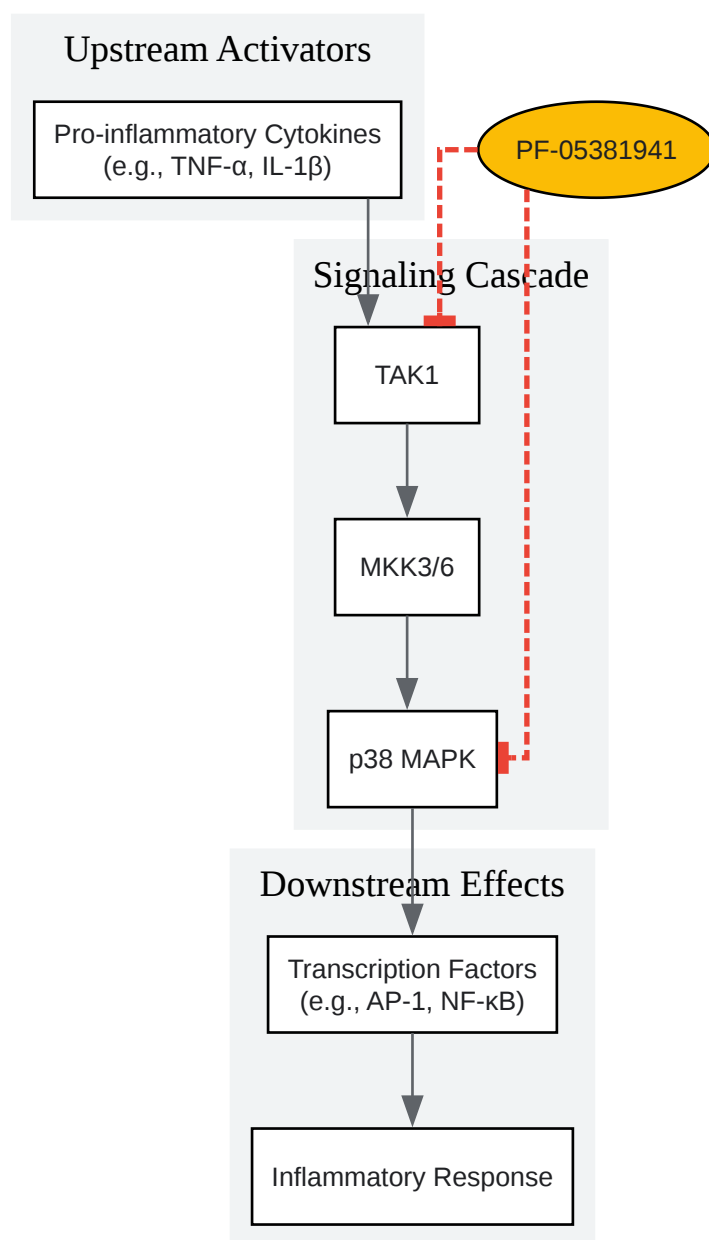 Upstream Activators
Pro-inflammatory Cytokines
(e.g., TNF-α, IL-1β)
PF-05381941
Signaling Cascade
TAK1
MKK3/6
p38 MAPK
Downstream Effects
Transcription Factors
(e.g., AP-1, NF-κB)
Inflammatory Response